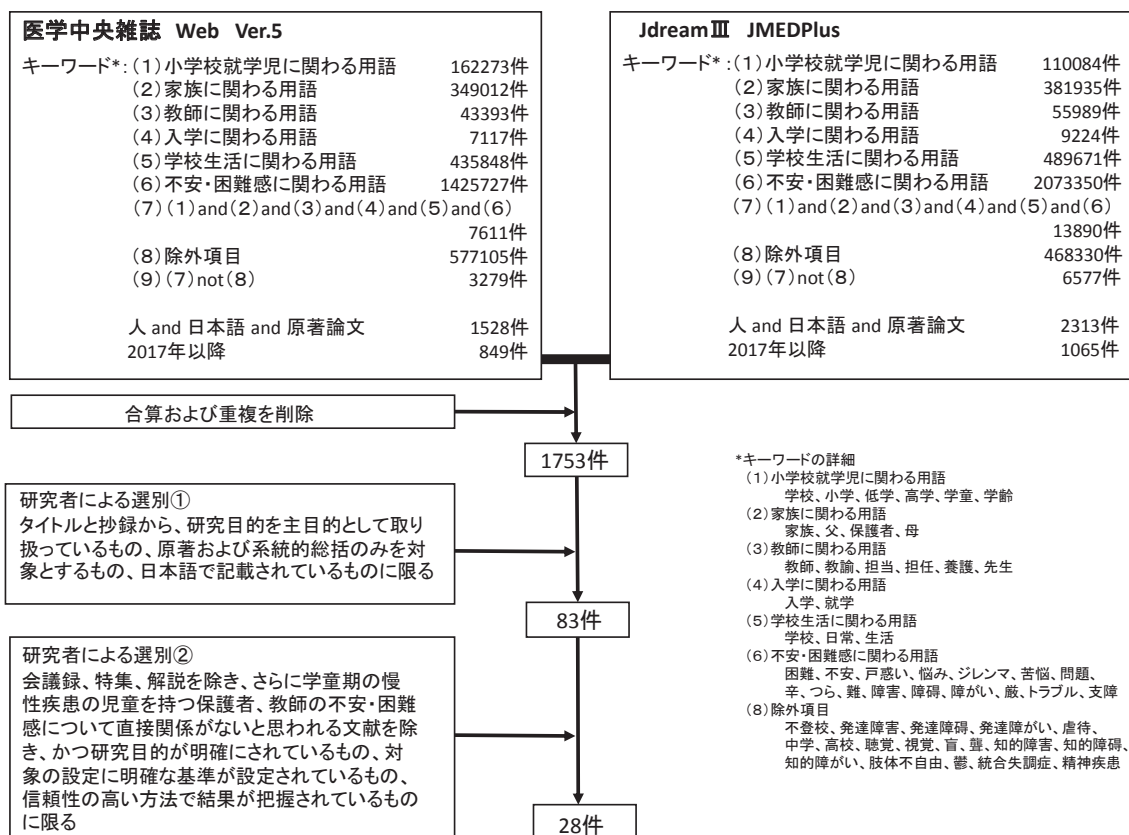 医学中央雑誌 Web Ver.5
キーワード*:(1)小学校就学児に関わる用語 162273件
(2)家族に関わる用語 349012件
(3)教師に関わる用語 43393件
(4)入学に関わる用語 7117件
(5)学校生活に関わる用語 435848件
(6)不安・困難感に関わる用語 1425727件
(7)(1)and(2)and(3)and(4)and(5)and(6)
7611件
(8)除外項目 577105件
(9)(7)not(8) 3279件
人 and 日本語 and 原著論文 1528件
2017年以降 849件
JdreamⅢ JMEDPlus
キーワード*:(1)小学校就学児に関わる用語 110084件
(2)家族に関わる用語 381935件
(3)教師に関わる用語 55989件
(4)入学に関わる用語 9224件
(5)学校生活に関わる用語 489671件
(6)不安・困難感に関わる用語 2073350件
(7)(1)and(2)and(3)and(4)and(5)and(6)
13890件
(8)除外項目 468330件
(9)(7)not(8) 6577件
人 and 日本語 and 原著論文 2313件
2017年以降 1065件
合算および重複を削除
1753件
研究者による選別①
タイトルと抄録から、研究目的を主目的として取り
扱っているもの、原著および系統的総括のみを対
象とするもの、日本語で記載されているものに限る
83件
研究者による選別②
会議録、特集、解説を除き、さらに学童期の慢
性疾患の児童を持つ保護者、教師の不安・困難
感について直接関係がないと思われる文献を除
き、かつ研究目的が明確にされているもの、対
象の設定に明確な基準が設定されているもの、
信頼性の高い方法で結果が把握されているもの
に限る
28件
*キーワードの詳細
(1)小学校就学児に関わる用語
学校、小学、低学、高学、学童、学齢
(2)家族に関わる用語
家族、父、保護者、母
(3)教師に関わる用語
教師、教諭、担当、担任、養護、先生
(4)入学に関わる用語
入学、就学
(5)学校生活に関わる用語
学校、日常、生活
(6)不安・困難感に関わる用語
困難、不安、戸惑い、悩み、ジレンマ、苦悩、問題、
辛、つら、難、障害、障碍、障がい、厳、トラブル、支障
(8)除外項目
不登校、発達障害、発達障碍、発達障がい、虐待、
中学、高校、聴覚、視覚、盲、聾、知的障害、知的障碍、
知的障がい、肢体不自由、鬱、統合失調症、精神疾患